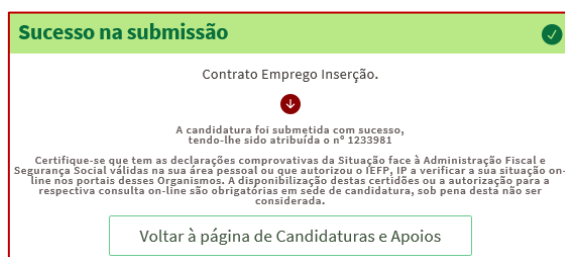 Sucesso na submissão
Contrato Emprego Inserção.
A candidatura foi submetida com sucesso,
tendo-lhe sido atribuída o nº 1233981
Certifique-se que tem as declarações comprovativas da Situação face à Administração Fiscal e
Segurança Social válidas na sua área pessoal ou que autorizou o IEFP, IP a verificar a sua situação on-
line nos portais desses Organismos. A disponibilização destas certidões ou a autorização para a
respectiva consulta on-line são obrigatórias em sede de candidatura, sob pena desta não ser
considerada.
Voltar à página de Candidaturas e Apoios